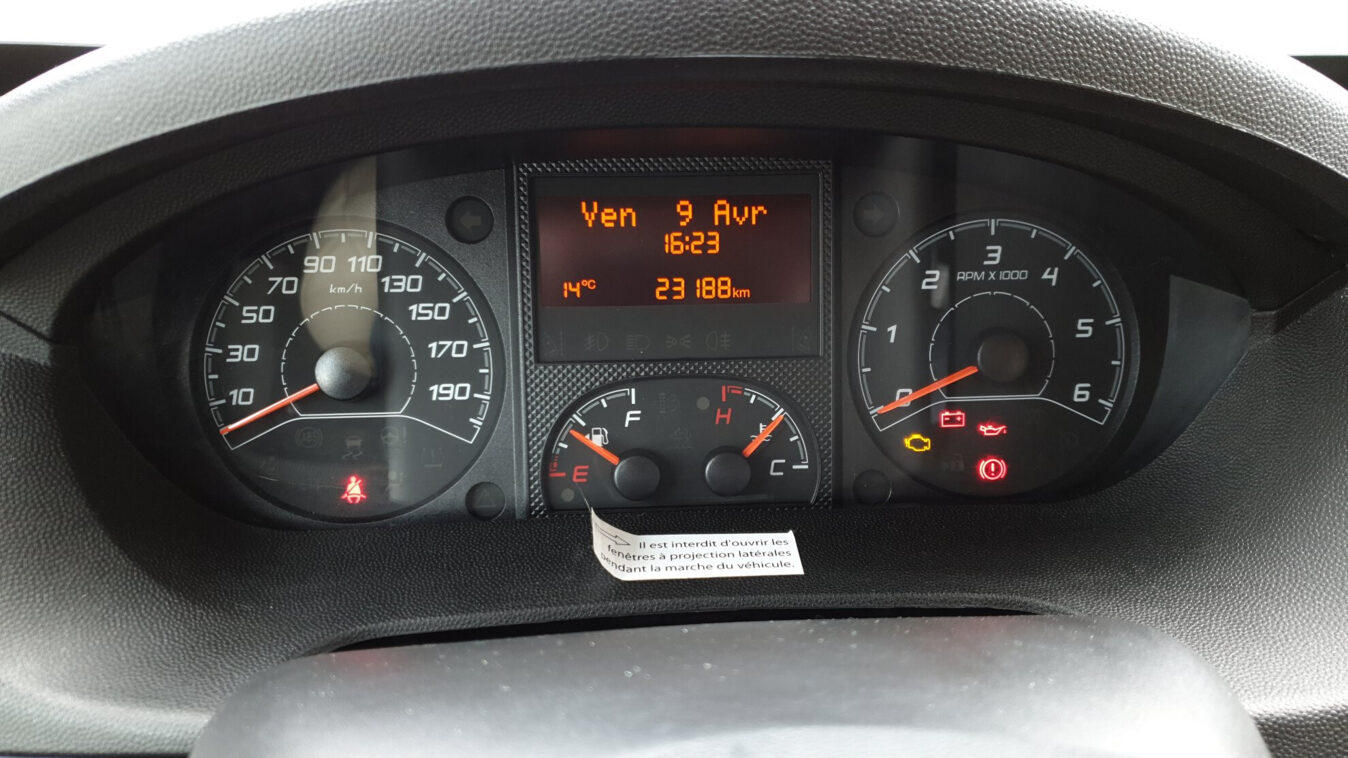 Ven 9 Avr
16:23
14°C 23188km
10 30 50 70 90 110 130 150 170 190
km/h
0 1 2 3 4 5 6
RPM X 1000
E F
H C
Il est interdit d'ouvrir les
fenêtres à projection latérales
pendant la marche du véhicule.